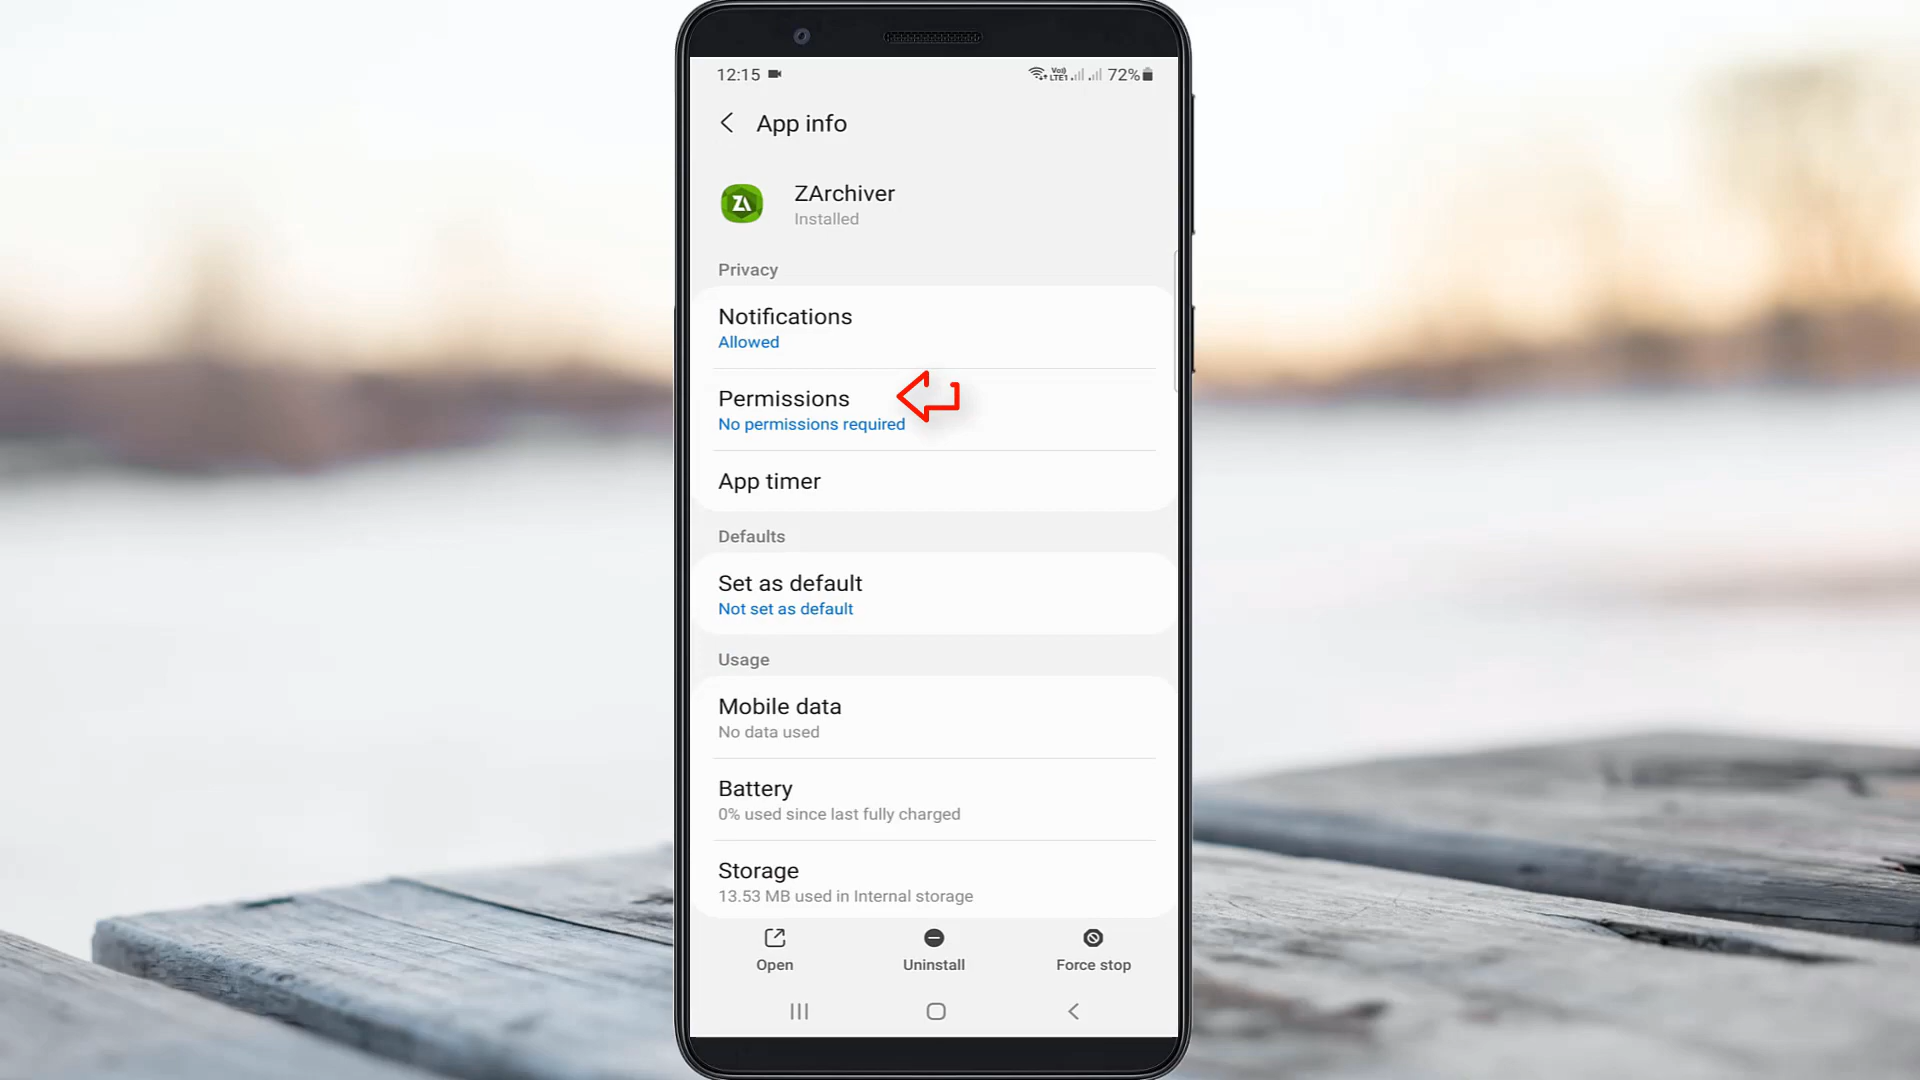 12:15 72%
App info
ZA
ZArchiver
Installed
Privacy
Notifications
Allowed
Permissions
No permissions required
App timer
Defaults
Set as default
Not set as default
Usage
Mobile data
No data used
Battery
0% used since last fully charged
Storage
13.53 MB used in Internal storage
Open Uninstall Force stop